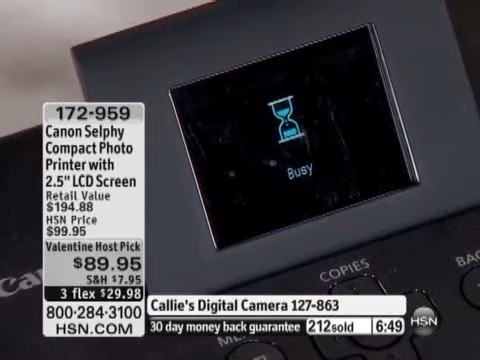 172-959
Canon Selphy
Compact Photo
Printer with
2.5" LCD Screen
Retail Value
$194.88
HSN Price
$99.95
Valentine Host Pick
$89.95
S&H $7.95
3 flex $29.98
800-284-3100
HSN.COM
Busy
COPIES
Callie's Digital Camera 127-863
30 day money back guarantee 212sold 6:49 HSN